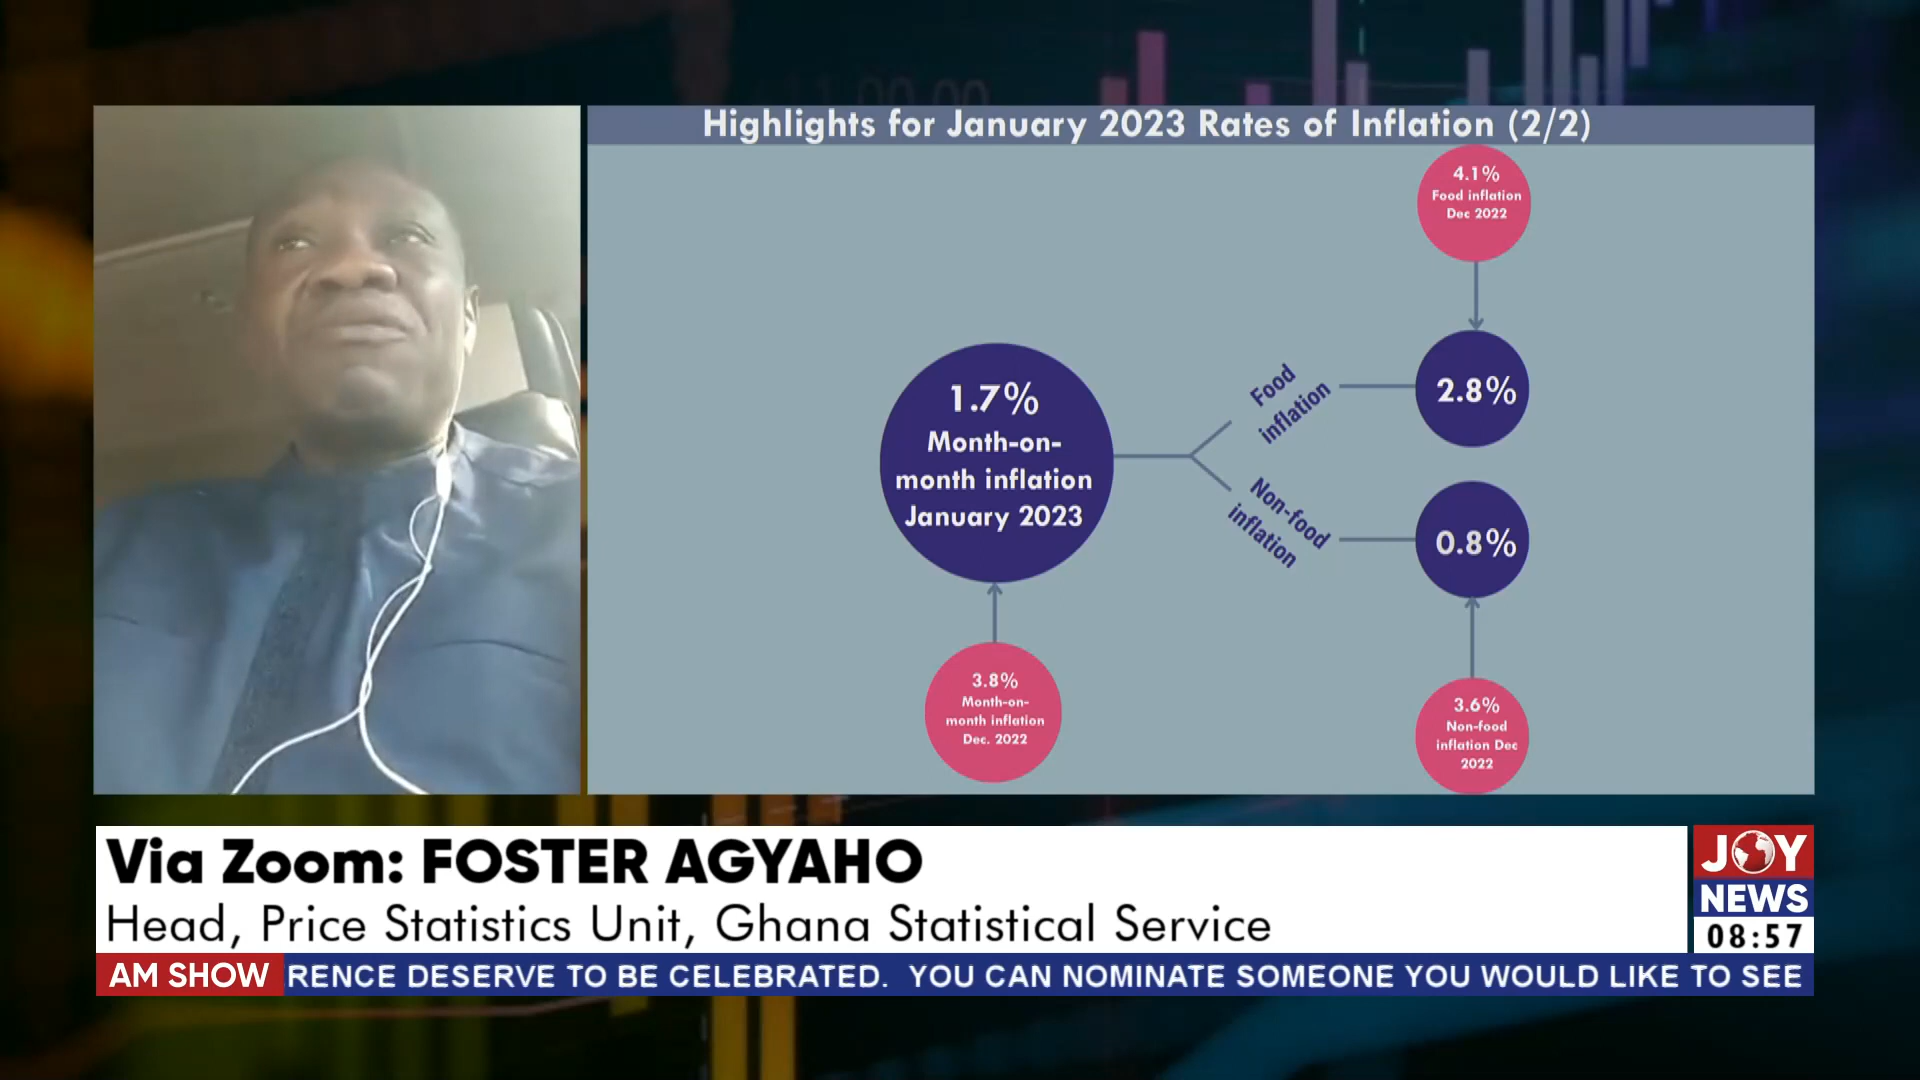 11:00.00
Highlights for January 2023 Rates of Inflation (2/2)
4.1%
Food inflation
Dec 2022
1.7%
Month-on-
month inflation
January 2023
Food
inflation
2.8%
Non-food
inflation
0.8%
3.8%
Month-on-
month inflation
Dec. 2022
3.6%
Non-food
inflation Dec
2022
Via Zoom: FOSTER AGYAHO
Head, Price Statistics Unit, Ghana Statistical Service
JOY
NEWS
08:57
AM SHOW
RENCE DESERVE TO BE CELEBRATED. YOU CAN NOMINATE SOMEONE YOU WOULD LIKE TO SEE